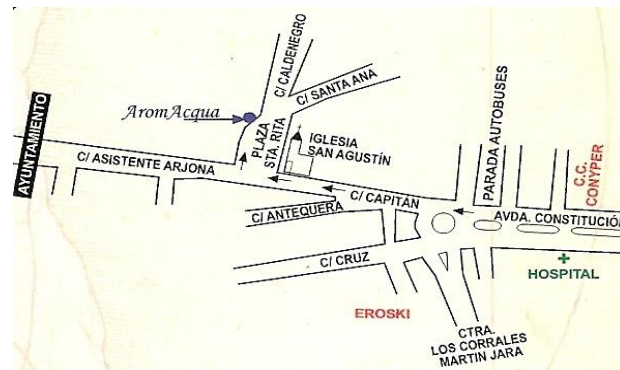 C/ CALDENEGRO
C/ SANTA ANA
AromAcqua
AYUNTAMIENTO
PLAZA
STA. RITA
IGLESIA
SAN AGUSTÍN
C/ ASISTENTE ARJONA
PARADA AUTOBUSES
C.C.
CONYPER
C/ CAPITÁN
C/ ANTEQUERA
AVDA. CONSTITUCIÓN
C/ CRUZ
HOSPITAL
EROSKI
CTRA.
LOS CORRALES
MARTIN JARA